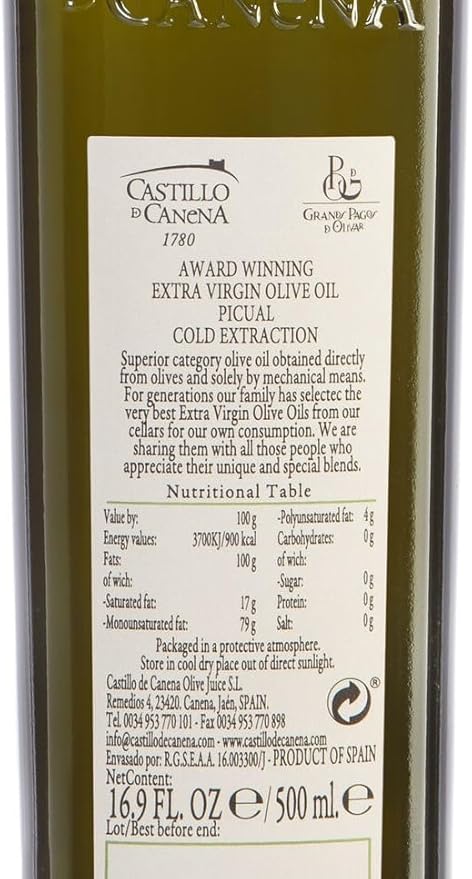 D CANENA
CASTILLO
D CANENA
1780
GRANDS PAGOS
D OLIVAR
AWARD WINNING
EXTRA VIRGIN OLIVE OIL
PICUAL
COLD EXTRACTION
Superior category olive oil obtained directly
from olives and solely by mechanical means.
For generations our family has selectec the
very best Extra Virgin Olive Oils from our
cellars for our own consumption. We are
sharing them with all those people who
appreciate their unique and special blends.
Nutritional Table
Value by: 100 g
Energy values: 3700KJ/900 kcal
Fats: 100 g
of wich:
-Saturated fat: 17 g
-Monounsaturated fat: 79 g
-Polyunsaturated fat: 4 g
Carbohydrates: 0 g
of wich:
-Sugar: 0 g
Protein: 0 g
Salt: 0 g
Packaged in a protective atmosphere.
Store in cool dry place out of direct sunlight.
Castillo de Canena Olive Juice S.L.
Remedios 4, 23420. Canena, Jaén, SPAIN.
Tel. 0034 953 770 101 - Fax 0034 953 770 898
info@castillodecanena.com - www.castillodecanena.com
Envasado por: R.G.S.E.A.A. 16.003300/J - PRODUCT OF SPAIN
®
NetContent:
16.9 FL. OZ ℮/ 500 ml.℮
Lot/Best before end: